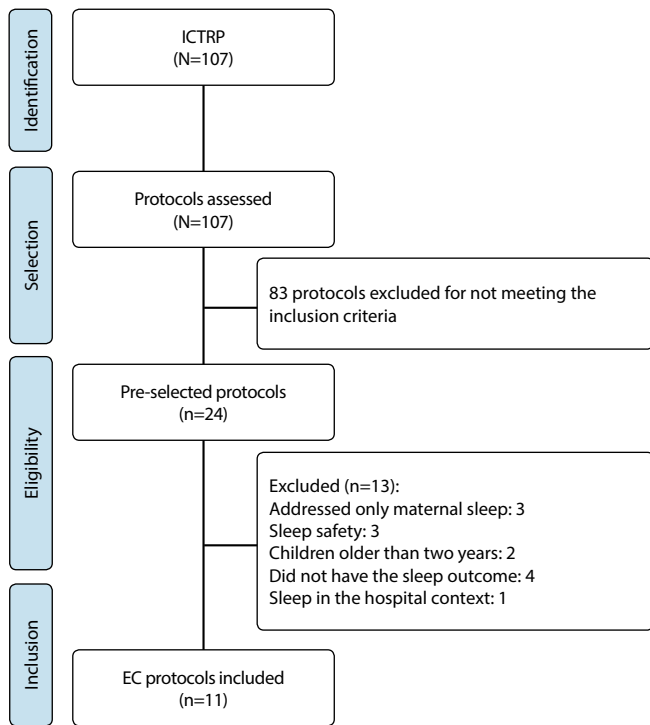 Identification
ICTRP
(N=107)
Selection
Protocols assessed
(N=107)
83 protocols excluded for not meeting the
inclusion criteria
Eligibility
Pre-selected protocols
(n=24)
Excluded (n=13):
Addressed only maternal sleep: 3
Sleep safety: 3
Children older than two years: 2
Did not have the sleep outcome: 4
Sleep in the hospital context: 1
Inclusion
EC protocols included
(n=11)